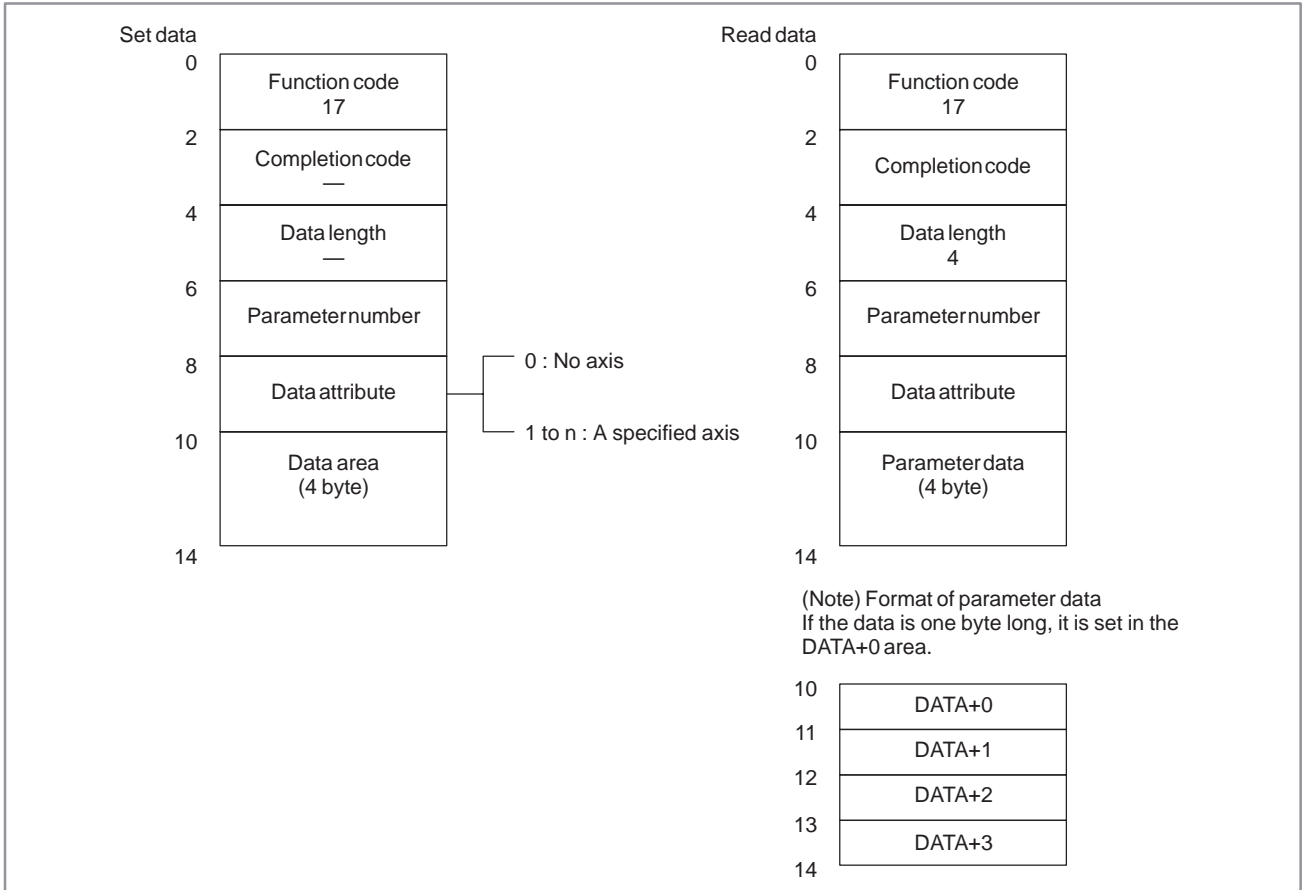 Set data
0
Function code
17
2
Completion code
—
4
Data length
—
6
Parameter number
8
Data attribute
0 : No axis
1 to n : A specified axis
10
Data area
(4 byte)
14
Read data
0
Function code
17
2
Completion code
4
Data length
4
6
Parameter number
8
Data attribute
10
Parameter data
(4 byte)
14
(Note) Format of parameter data
If the data is one byte long, it is set in the
DATA+0 area.
10
DATA+0
11
DATA+1
12
DATA+2
13
DATA+3
14